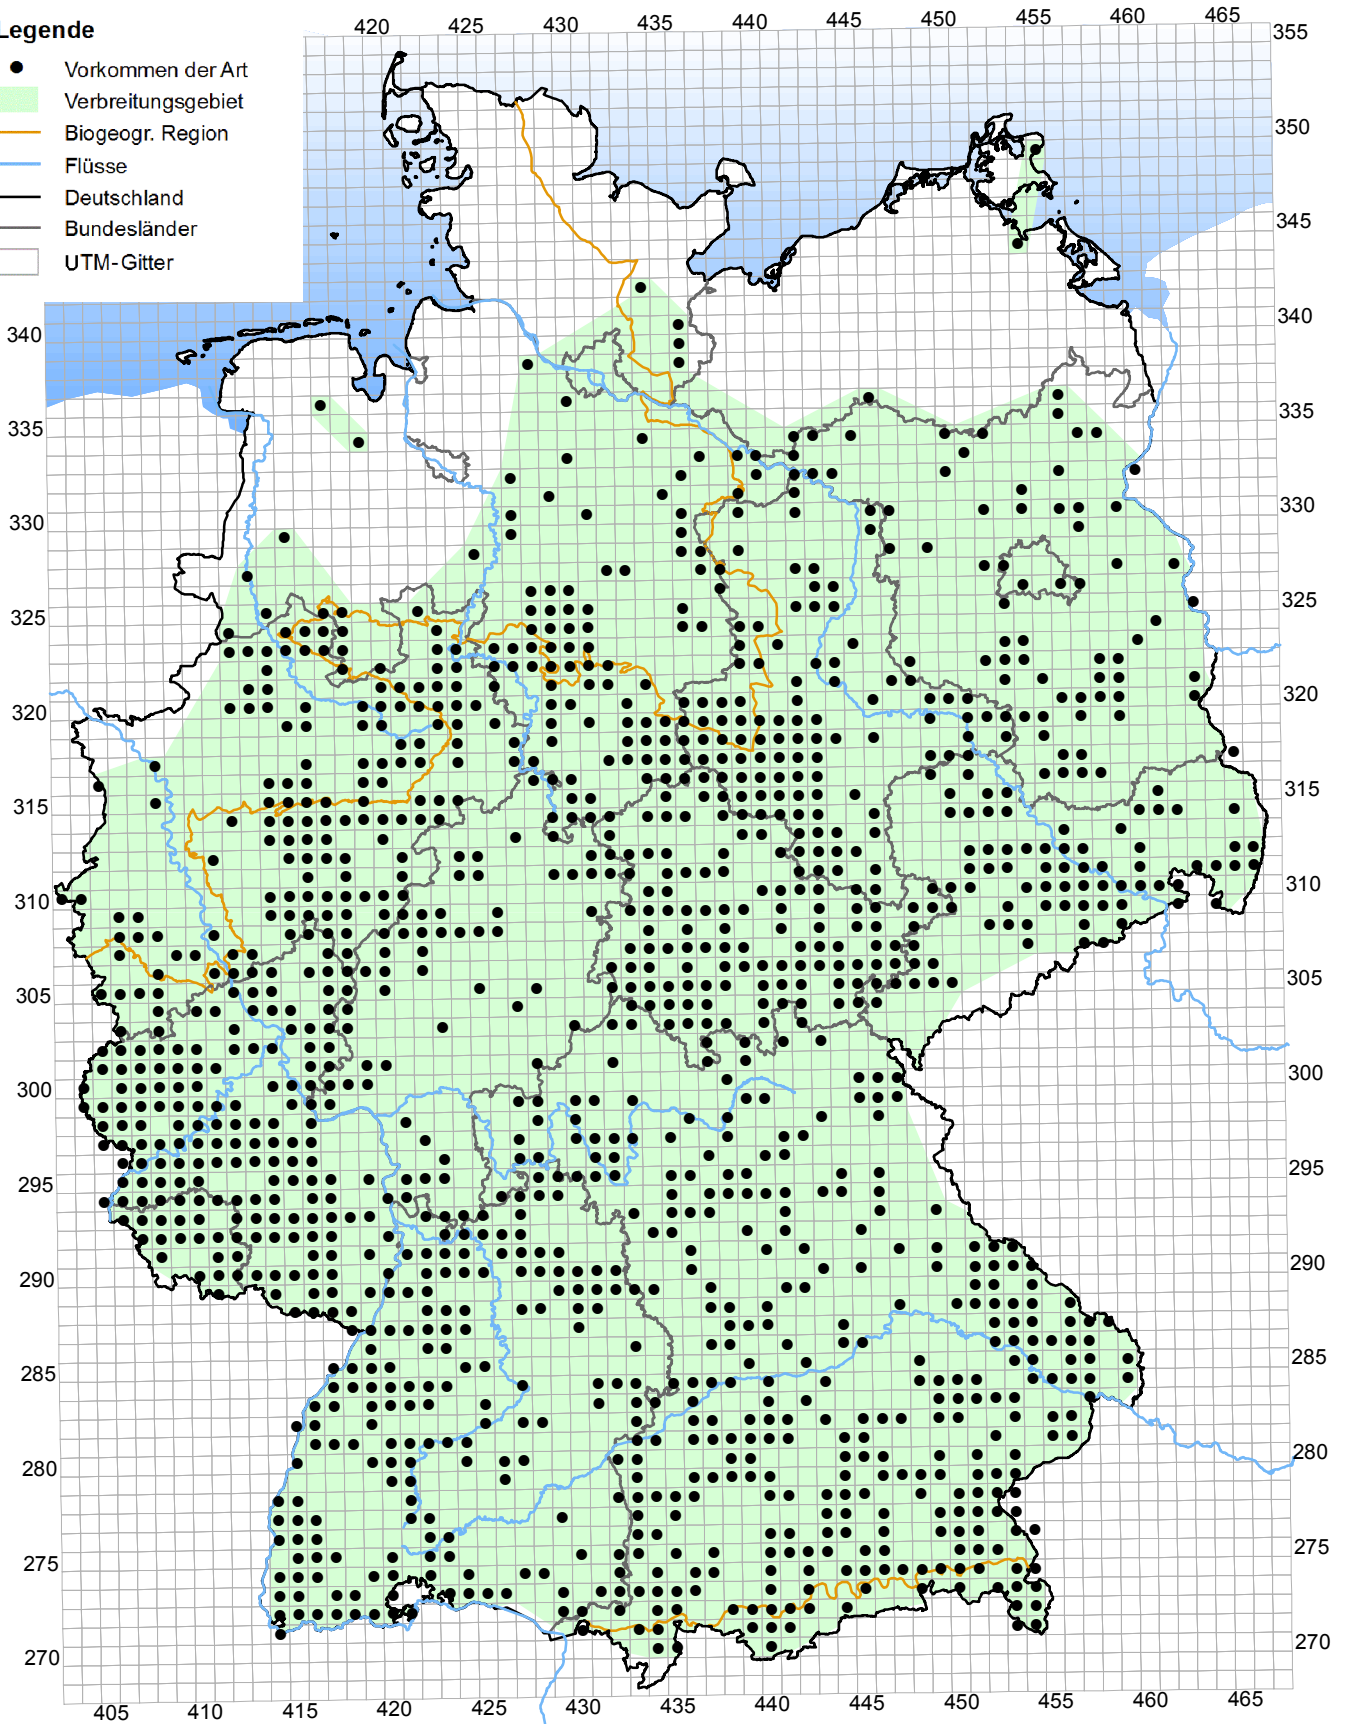 420 425 430 435 440 445 450 455 460 465
Legende
355
Vorkommen der Art
Verbreitungsgebiet
350
Biogeogr. Region
Flüsse
Deutschland
345
Bundesländer
UTM-Gitter
340 340
335 335
330 330
325 325
320 320
315 315
310 310
305 305
300 300
295 295
290 290
285 285
280 280
275 275
270 270
405 410 415 420 425 430 435 440 445 450 455 460 465